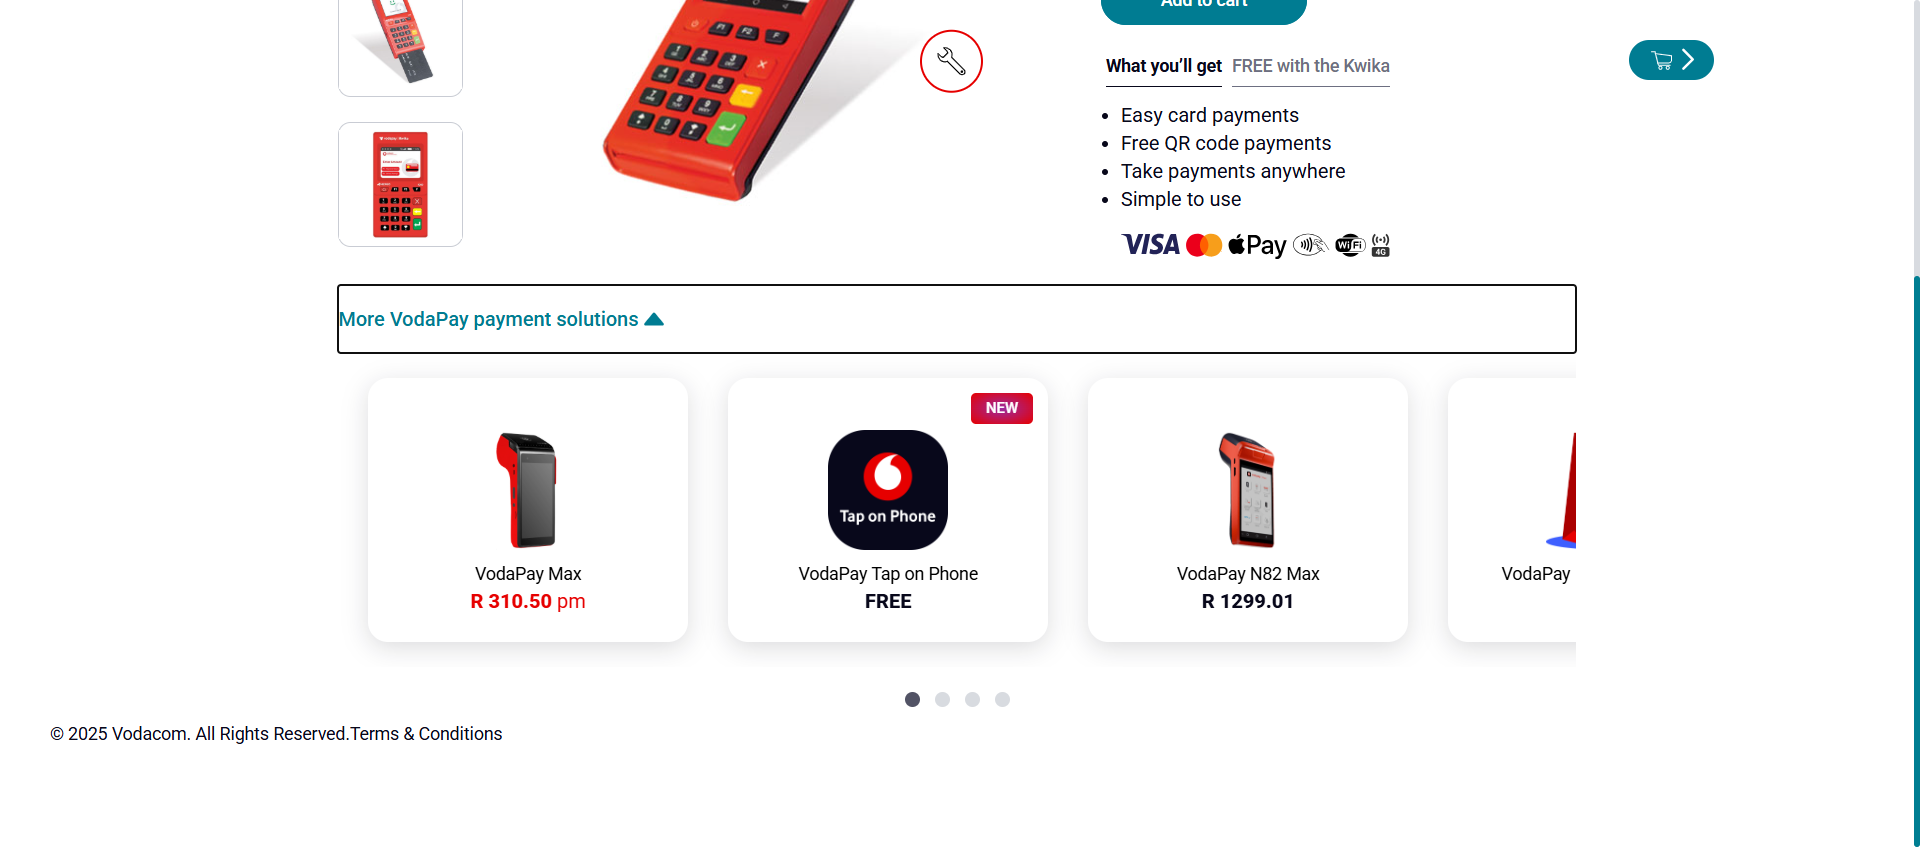 Add to cart
What you’ll get FREE with the Kwika
Easy card payments
Free QR code payments
Take payments anywhere
Simple to use
VISA Pay WiFi 4G
More VodaPay payment solutions
NEW
Tap on Phone
VodaPay Max
R 310.50 pm
VodaPay Tap on Phone
FREE
VodaPay N82 Max
R 1299.01
VodaPay
© 2025 Vodacom. All Rights Reserved.Terms & Conditions